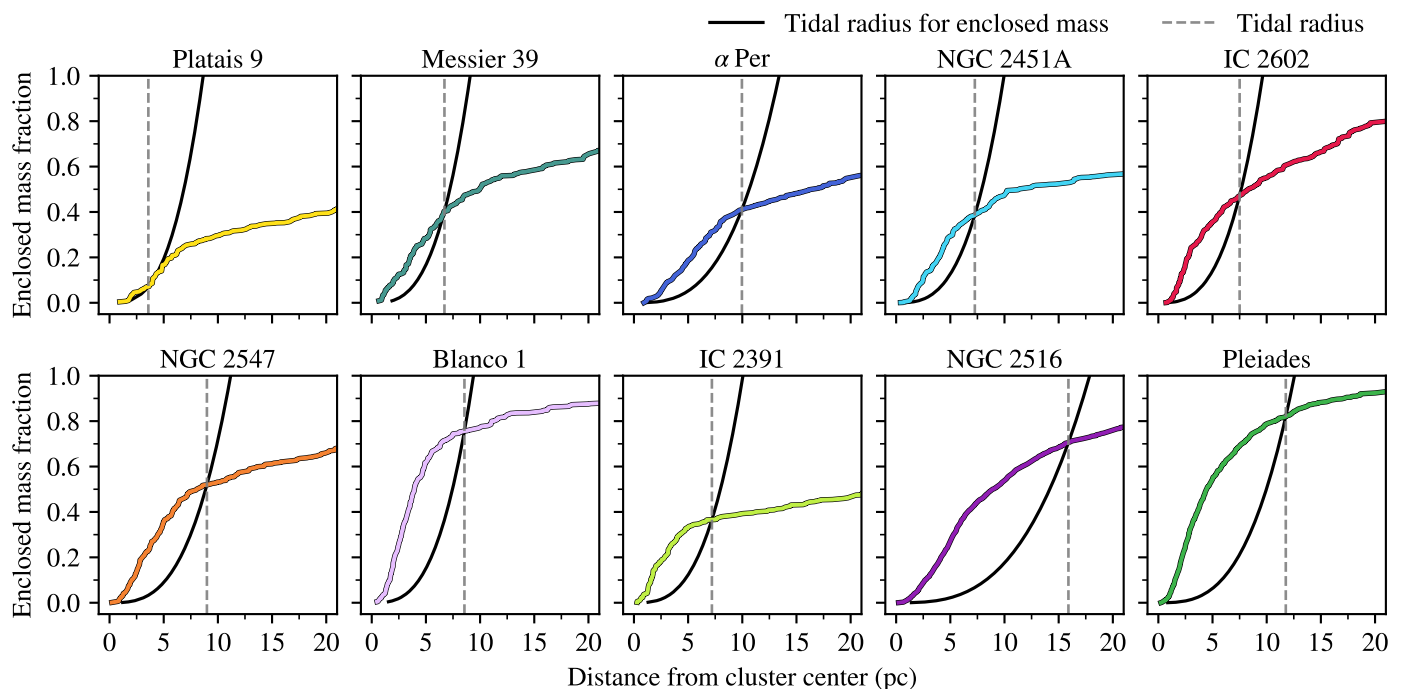 Tidal radius for enclosed mass Tidal radius
Platais 9 Messier 39 α Per NGC 2451A IC 2602
Enclosed mass fraction
1.0
0.8
0.6
0.4
0.2
0.0
NGC 2547 Blanco 1 IC 2391 NGC 2516 Pleiades
Enclosed mass fraction
1.0
0.8
0.6
0.4
0.2
0.0
0 5 10 15 20 0 5 10 15 20 0 5 10 15 20 0 5 10 15 20 0 5 10 15 20
Distance from cluster center (pc)